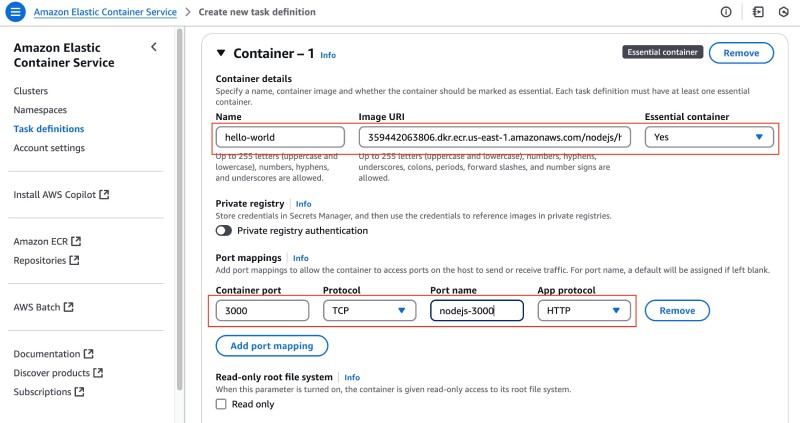 Amazon Elastic Container Service > Create new task definition
Amazon Elastic
Container Service
Clusters
Namespaces
Task definitions
Account settings
Install AWS Copilot
Amazon ECR
Repositories
AWS Batch
Documentation
Discover products
Subscriptions
Container – 1 Info
Essential container
Remove
Container details
Specify a name, container image and whether the container should be marked as essential. Each task definition must have at least one essential
container.
Name Image URI Essential container
hello-world 359442063806.dkr.ecr.us-east-1.amazonaws.com/nodejs/h Yes
Up to 255 letters (uppercase and
lowercase), numbers, hyphens,
and underscores are allowed.
Up to 255 letters (uppercase and lowercase), numbers, hyphens,
underscores, colons, periods, forward slashes, and number signs are
allowed.
Private registry Info
Store credentials in Secrets Manager, and then use the credentials to reference images in private registries.
Private registry authentication
Port mappings Info
Add port mappings to allow the container to access ports on the host to send or receive traffic. For port name, a default will be assigned if left blank.
Container port Protocol Port name App protocol
3000 TCP nodejs-3000 HTTP Remove
Add port mapping
Read-only root file system Info
When this parameter is turned on, the container is given read-only access to its root file system.
Read only